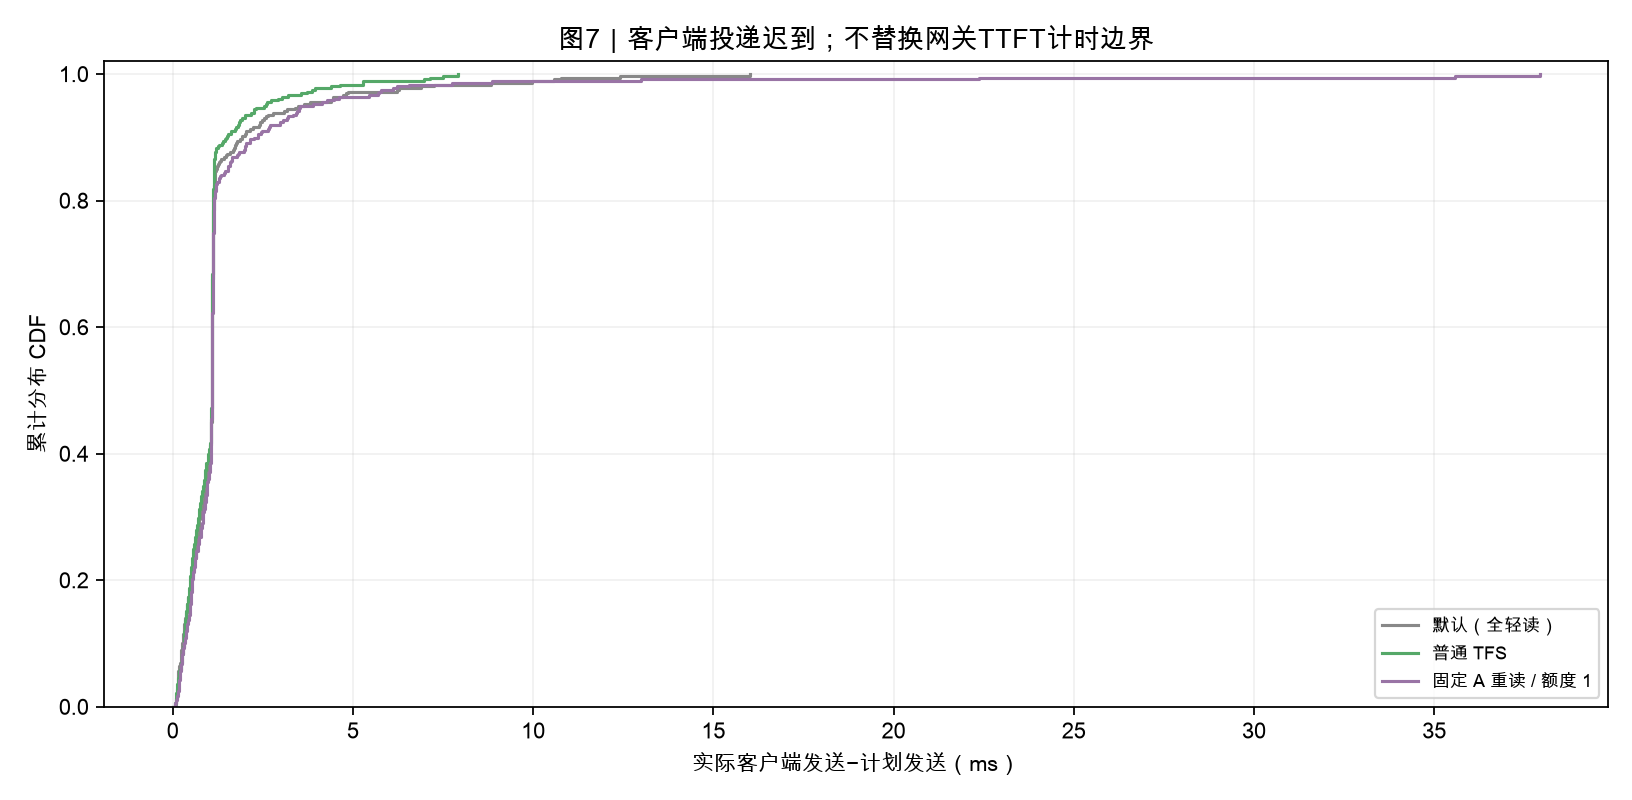 图7 | 客户端投递迟到；不替换网关TTFT计时边界
累计分布 CDF
1.0
0.8
0.6
0.4
0.2
0.0
0 5 10 15 20 25 30 35
实际客户端发送−计划发送（ms）
默认（全轻读）
普通 TFS
固定 A 重读 / 额度 1